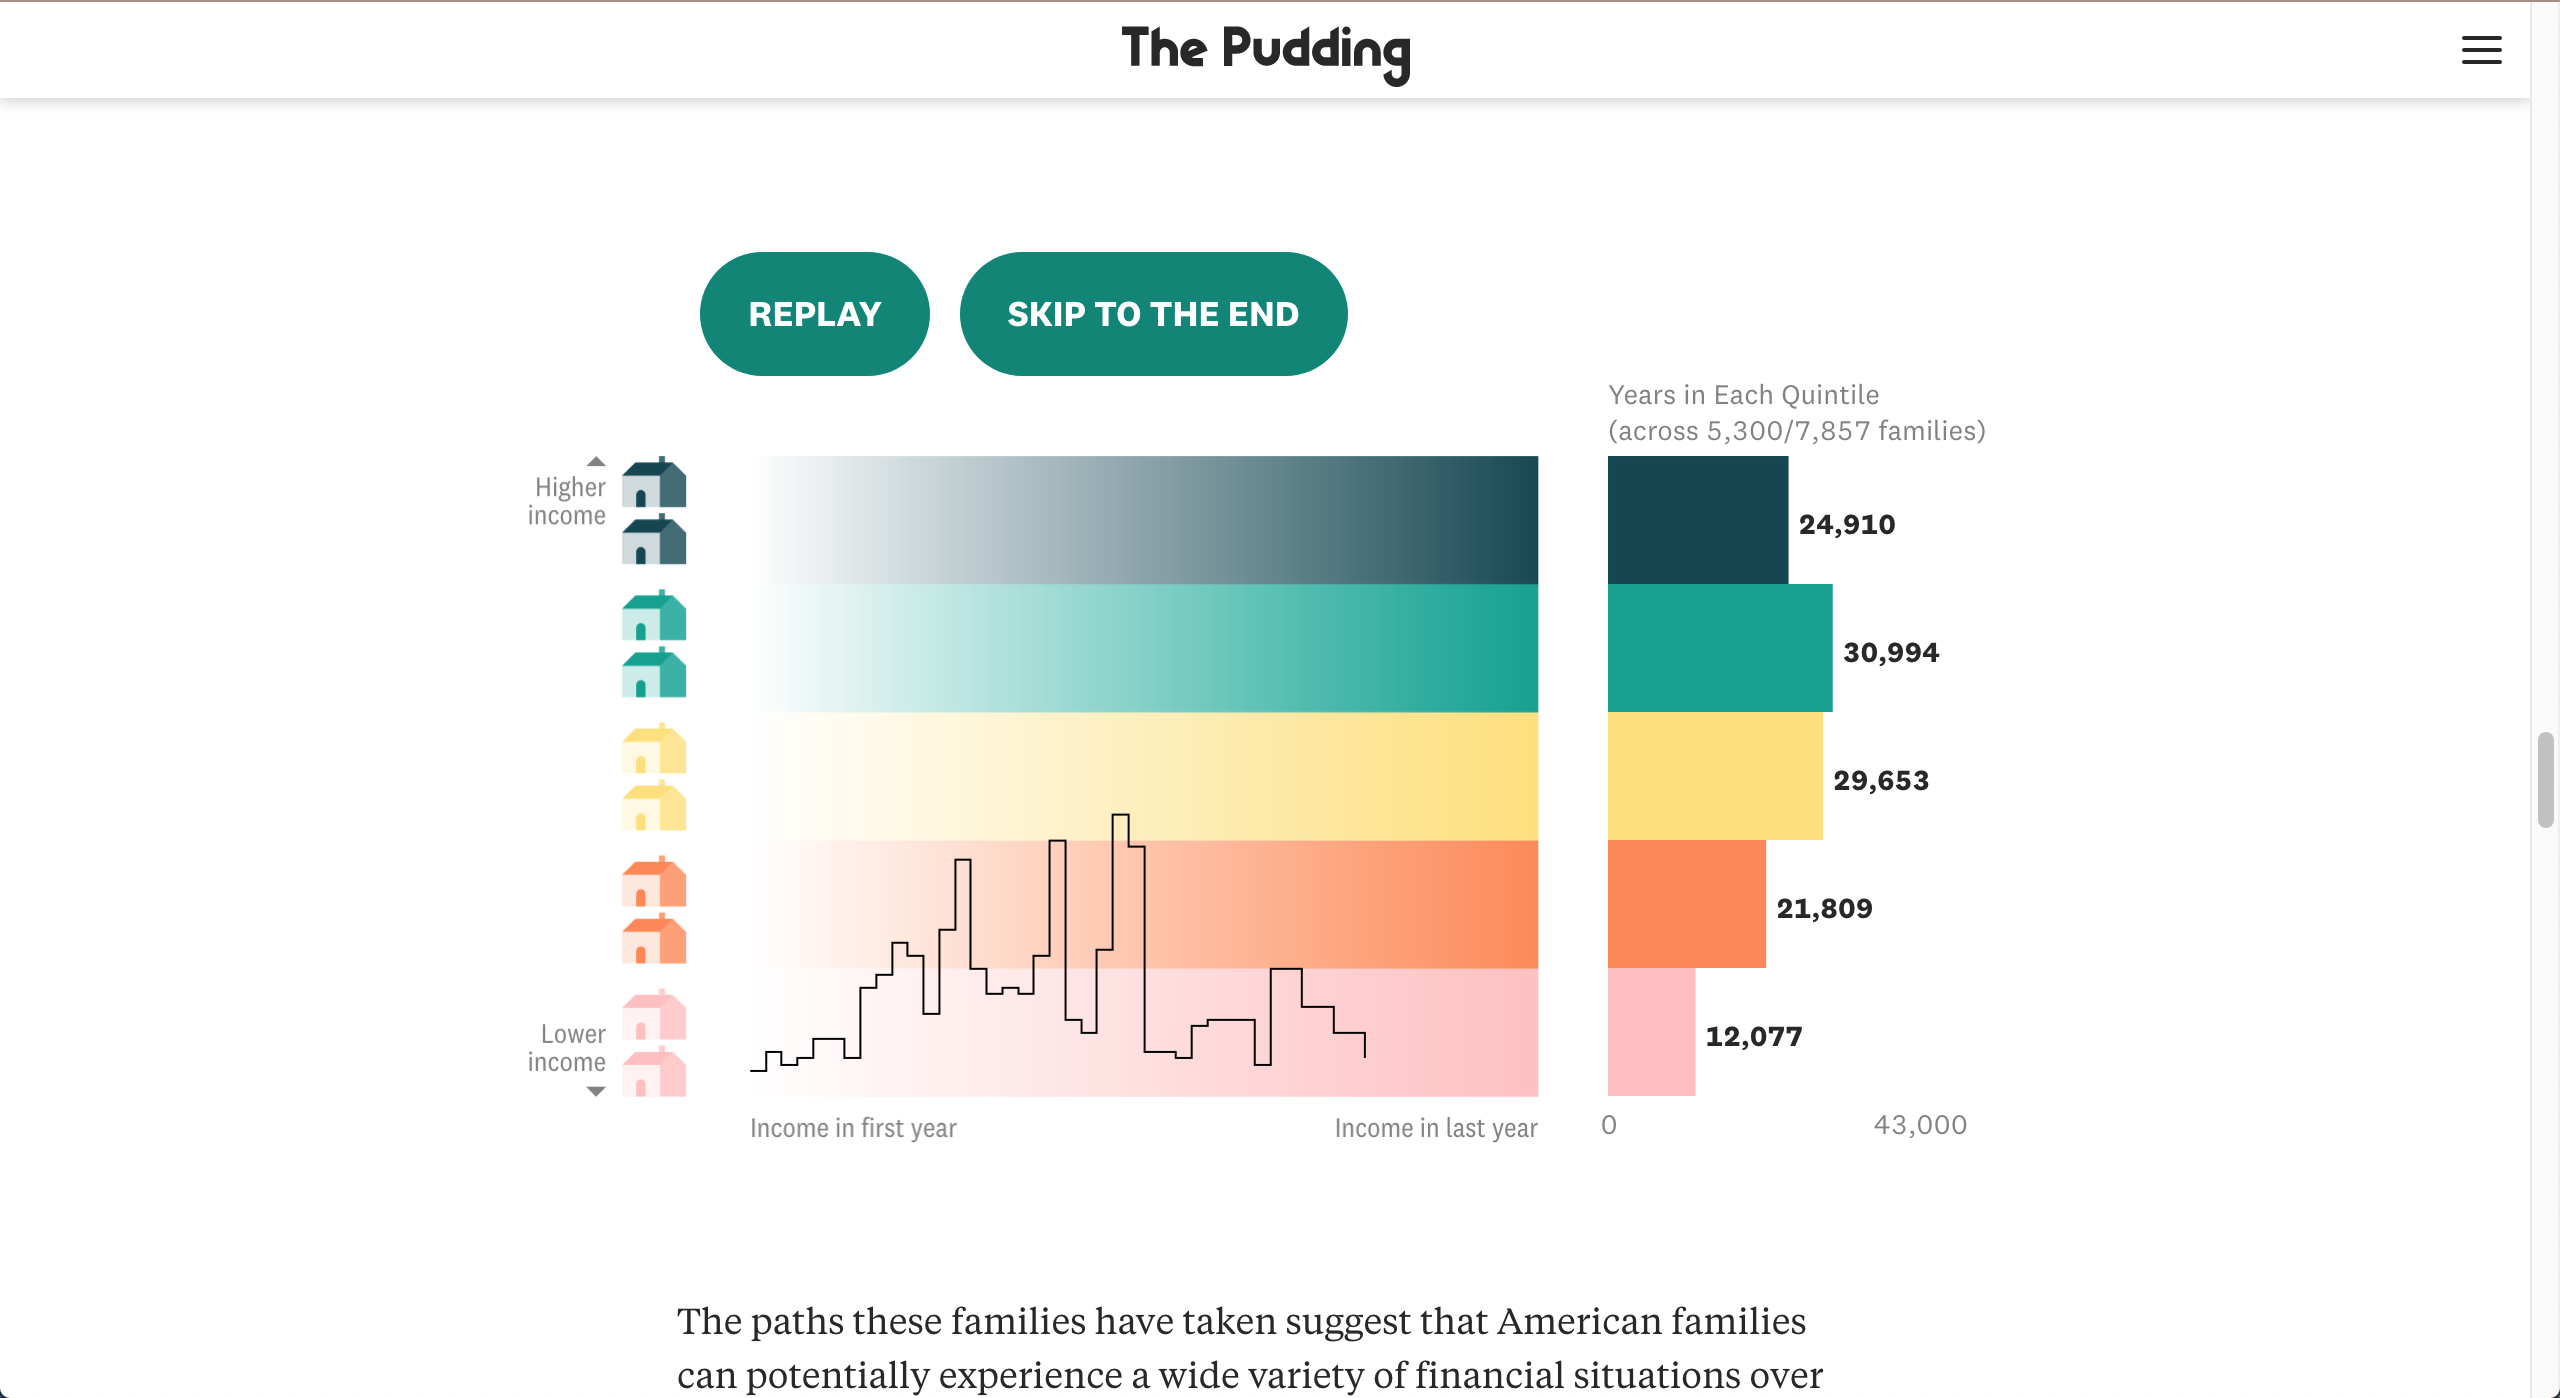 The Pudding
REPLAY
SKIP TO THE END
Years in Each Quintile
(across 5,300/7,857 families)
Higher
income
24,910
30,994
29,653
21,809
Lower
income
12,077
Income in first year
Income in last year
0
43,000
The paths these families have taken suggest that American families
can potentially experience a wide variety of financial situations over